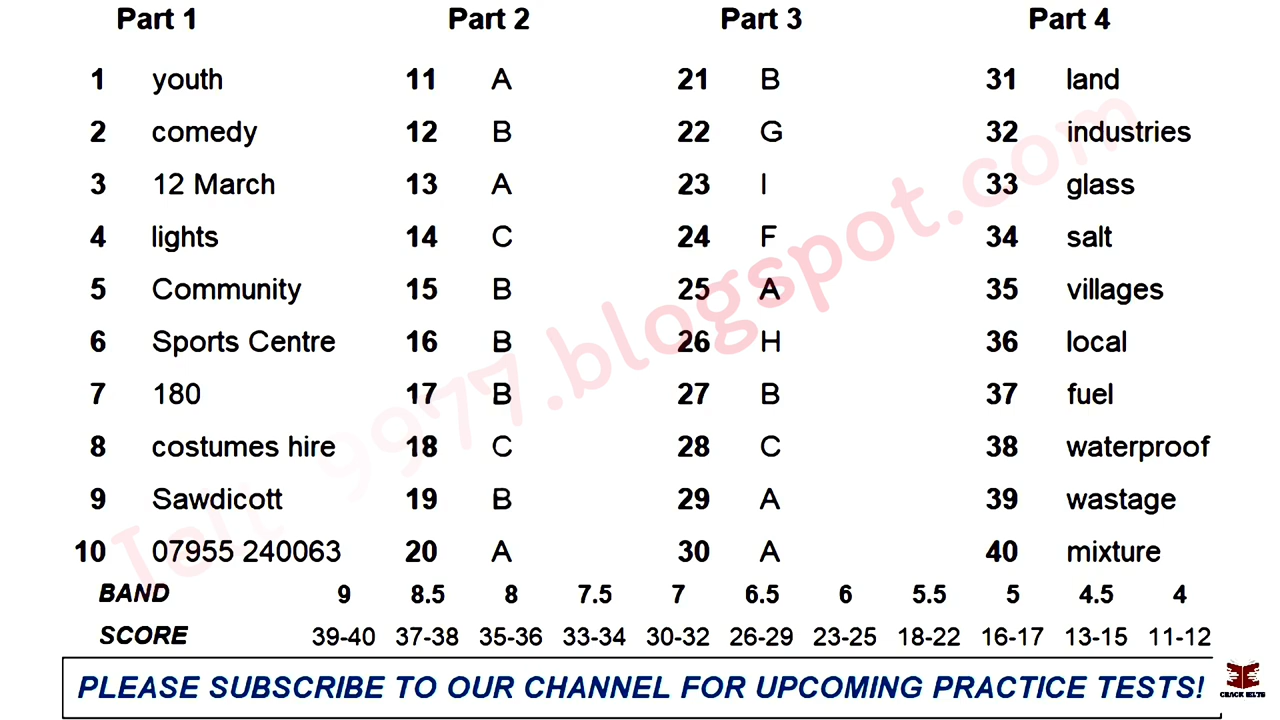 Part 1 Part 2 Part 3 Part 4
1 youth 11 A 21 B 31 land
2 comedy 12 B 22 G 32 industries
3 12 March 13 A 23 I 33 glass
4 lights 14 C 24 F 34 salt
5 Community 15 B 25 A 35 villages
6 Sports Centre 16 B 26 H 36 local
7 180 17 B 27 B 37 fuel
8 costumes hire 18 C 28 C 38 waterproof
9 Sawdicott 19 B 29 A 39 wastage
10 07955 240063 20 A 30 A 40 mixture
BAND 9 8.5 8 7.5 7 6.5 6 5.5 5 4.5 4
SCORE 39-40 37-38 35-36 33-34 30-32 26-29 23-25 18-22 16-17 13-15 11-12
PLEASE SUBSCRIBE TO OUR CHANNEL FOR UPCOMING PRACTICE TESTS!
CRACK IELTS
9977.blogspot.com